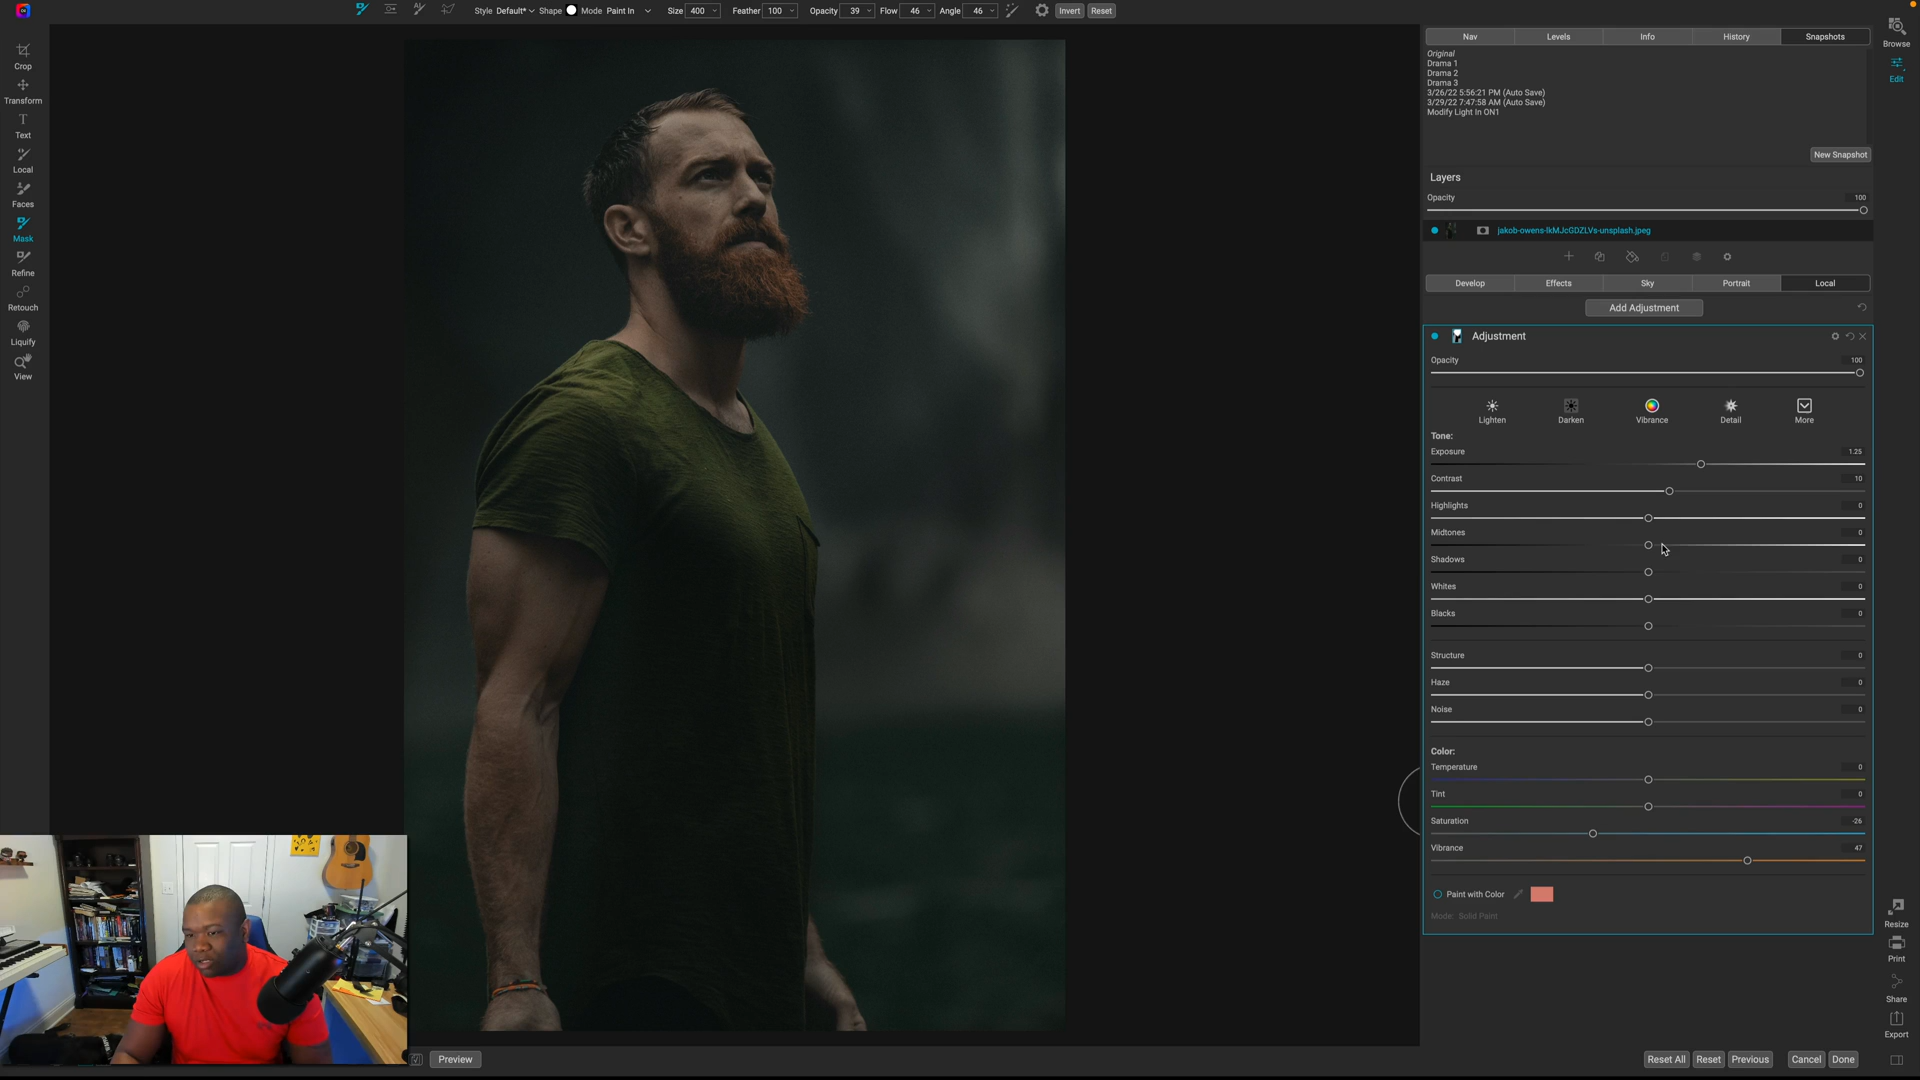 Style Default* Shape Mode Paint In Size 400 Feather 100 Opacity 39 Flow 46 Angle 46 Invert Reset
Crop
Transform
Text
Local
Faces
Mask
Refine
Retouch
Liquify
View
Nav Levels Info History Snapshots
Original
Drama 1
Drama 2
Drama 3
3/26/22 5:56:21 PM (Auto Save)
3/29/22 7:47:58 AM (Auto Save)
Modify Light In ON1
New Snapshot
Layers
Opacity 100
jakob-owens-lkMJcGDZLVs-unsplash.jpeg
Develop Effects Sky Portrait Local
Add Adjustment
Adjustment
Opacity 100
Lighten Darken Vibrance Detail More
Tone:
Exposure 1.25
Contrast 10
Highlights 0
Midtones 0
Shadows 0
Whites 0
Blacks 0
Structure 0
Haze 0
Noise 0
Color:
Temperature 0
Tint 0
Saturation -26
Vibrance 47
Paint with Color
Mode: Solid Paint
Browse
Edit
Resize
Print
Share
Export
Preview
Reset All Reset Previous Cancel Done